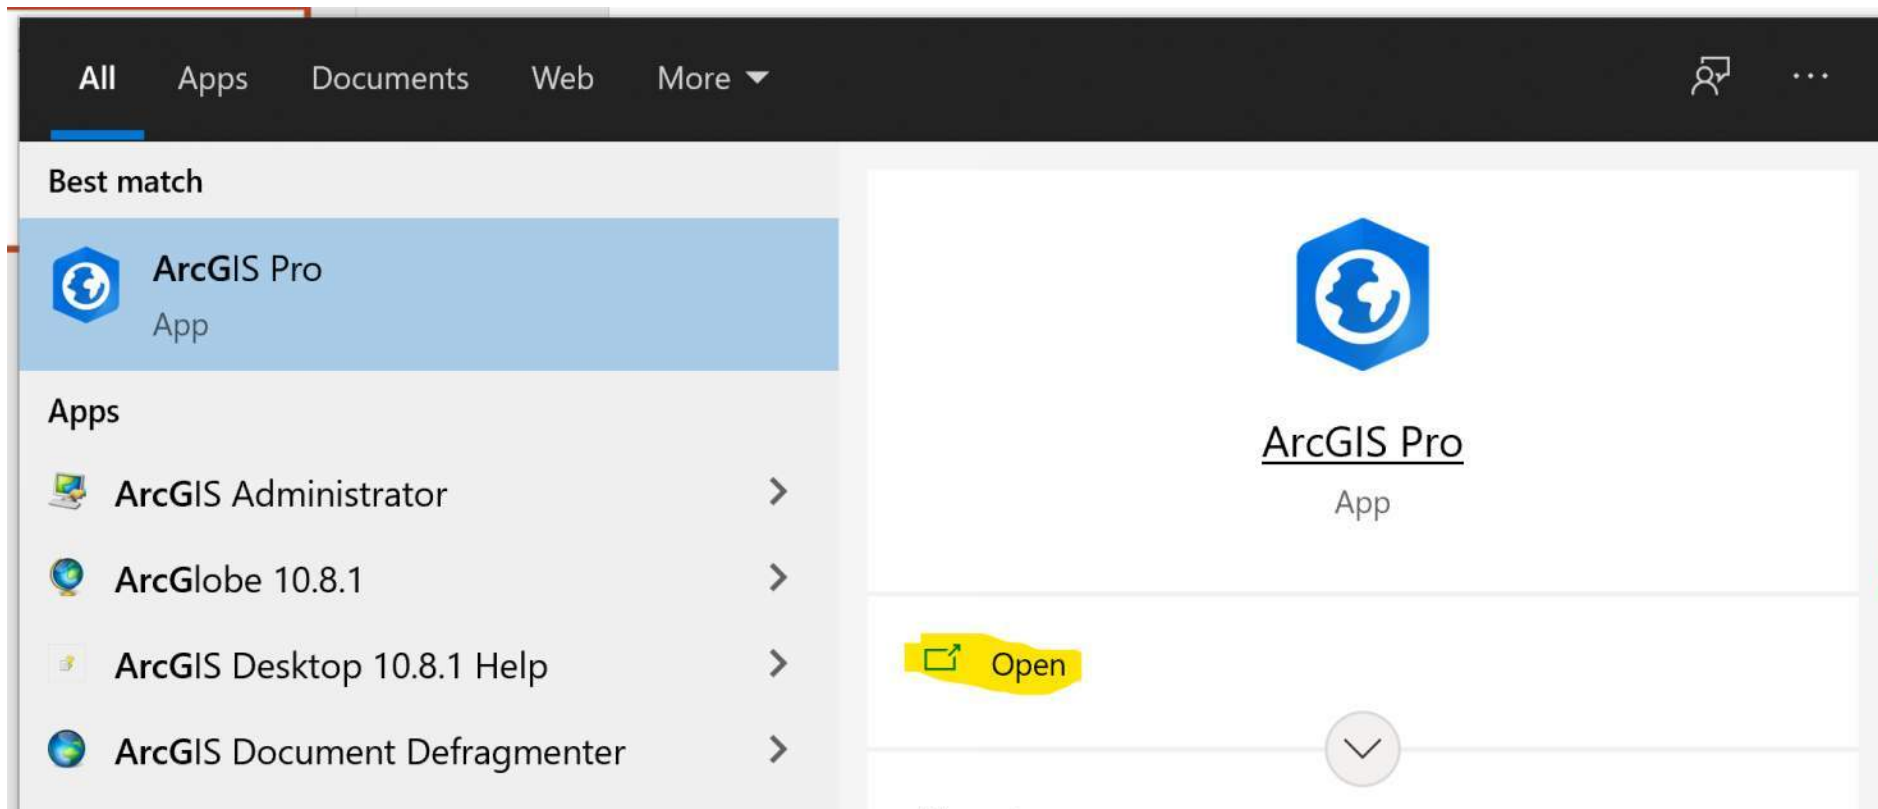 All Apps Documents Web More
Best match
ArcGIS Pro
App
Apps
ArcGIS Administrator
ArcGlobe 10.8.1
ArcGIS Desktop 10.8.1 Help
ArcGIS Document Defragmenter
ArcGIS Pro
App
Open